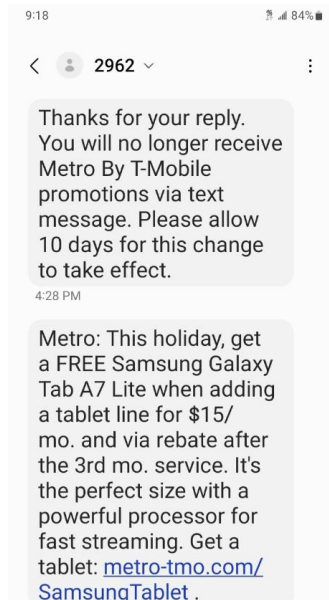 9:18
84%
2962
Thanks for your reply.
You will no longer receive
Metro By T-Mobile
promotions via text
message. Please allow
10 days for this change
to take effect.
4:28 PM
Metro: This holiday, get
a FREE Samsung Galaxy
Tab A7 Lite when adding
a tablet line for $15/
mo. and via rebate after
the 3rd mo. service. It's
the perfect size with a
powerful processor for
fast streaming. Get a
tablet: metro-tmo.com/
SamsungTablet .